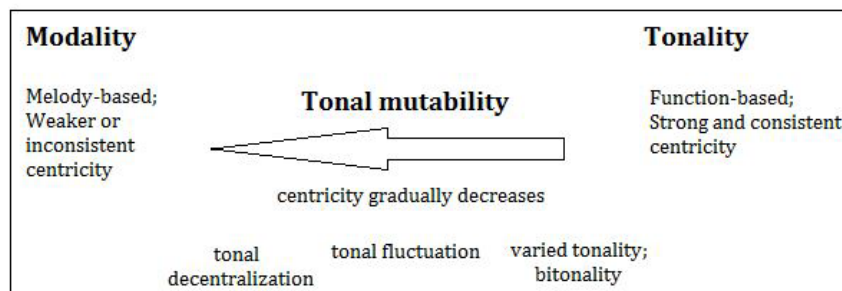 Modality
Tonality
Melody-based;
Weaker or
inconsistent
centricity
Tonal mutability
Function-based;
Strong and consistent
centricity
centricity gradually decreases
tonal
decentralization
tonal fluctuation
varied tonality;
bitonality